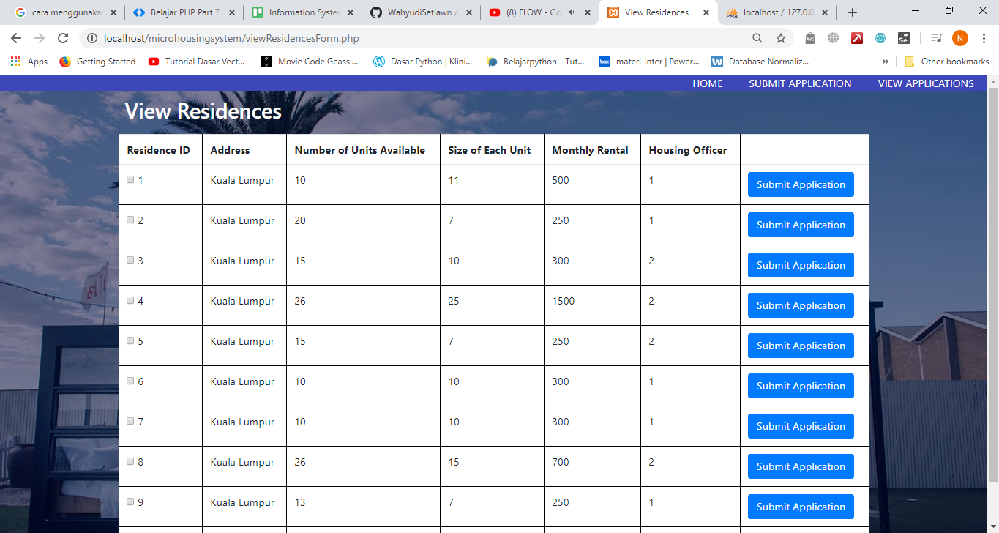 cara menggunakan
Belajar PHP Part 7
Information System
WahyudiSetiawn /
(8) FLOW - Go
View Residences
localhost / 127.0.0
localhost/microhousingsystem/viewResidencesForm.php
N
Apps
Getting Started
Tutorial Dasar Vect...
Movie Code Geass:...
Dasar Python | Klini...
Belajarpython - Tut...
materi-inter | Power...
Database Normaliz...
»
Other bookmarks
HOME SUBMIT APPLICATION VIEW APPLICATIONS
View Residences
Residence ID Address Number of Units Available Size of Each Unit Monthly Rental Housing Officer
1 Kuala Lumpur 10 11 500 1 Submit Application
2 Kuala Lumpur 20 7 250 1 Submit Application
3 Kuala Lumpur 15 10 300 2 Submit Application
4 Kuala Lumpur 26 25 1500 2 Submit Application
5 Kuala Lumpur 15 7 250 2 Submit Application
6 Kuala Lumpur 10 10 300 1 Submit Application
7 Kuala Lumpur 10 10 300 1 Submit Application
8 Kuala Lumpur 26 15 700 2 Submit Application
9 Kuala Lumpur 13 7 250 1 Submit Application